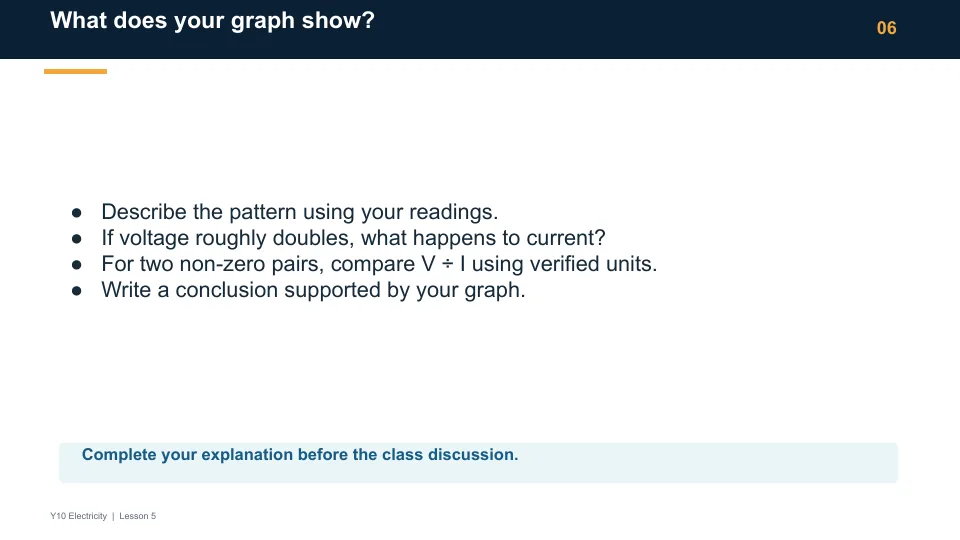 What does your graph show?
06
● Describe the pattern using your readings.
● If voltage roughly doubles, what happens to current?
● For two non-zero pairs, compare V ÷ I using verified units.
● Write a conclusion supported by your graph.
Complete your explanation before the class discussion.
Y10 Electricity | Lesson 5